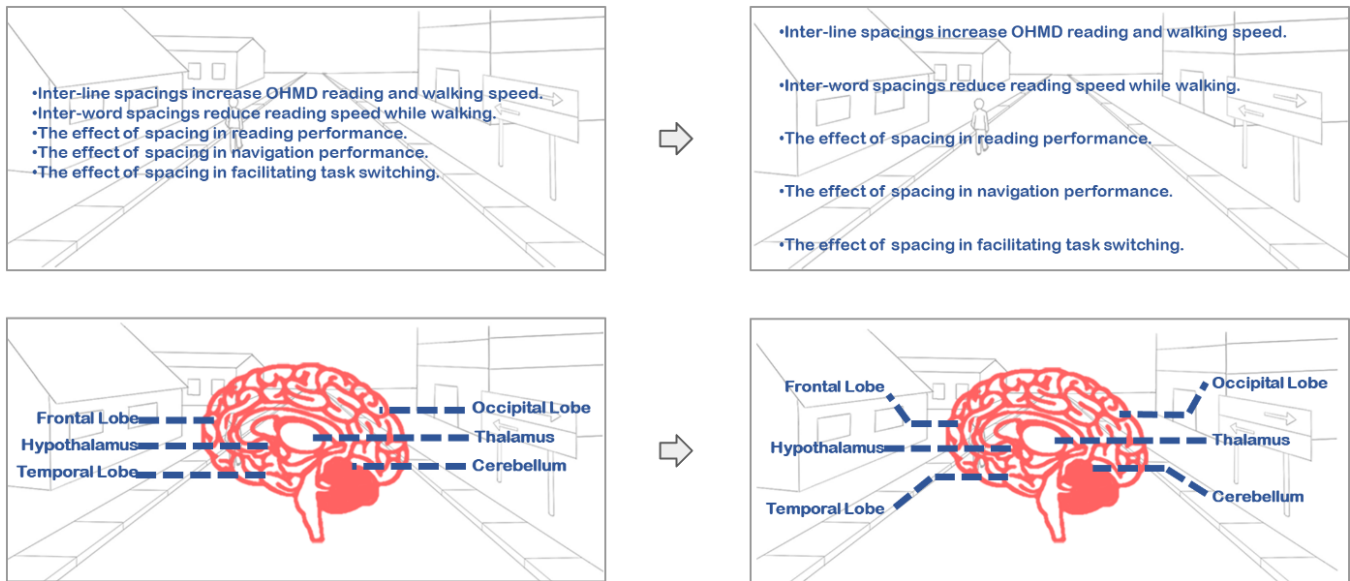 •Inter-line spacings increase OHMD reading and walking speed.
•Inter-word spacings reduce reading speed while walking.
•The effect of spacing in reading performance.
•The effect of spacing in navigation performance.
•The effect of spacing in facilitating task switching.
•Inter-line spacings increase OHMD reading and walking speed.
•Inter-word spacings reduce reading speed while walking.
•The effect of spacing in reading performance.
•The effect of spacing in navigation performance.
•The effect of spacing in facilitating task switching.
Frontal Lobe
Hypothalamus
Temporal Lobe
Occipital Lobe
Thalamus
Cerebellum
Frontal Lobe
Hypothalamus
Temporal Lobe
Occipital Lobe
Thalamus
Cerebellum